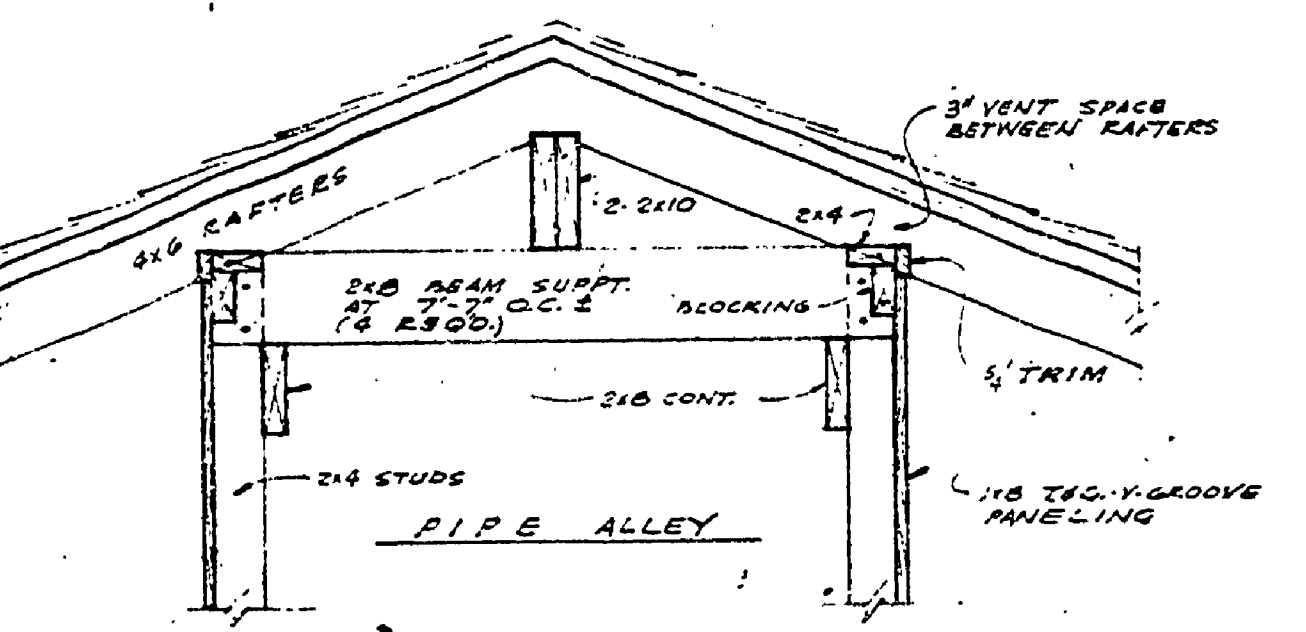 3" VENT SPACE
BETWEEN RAFTERS
4x6 RAFTERS
2-2x10
2x4
2x8 BEAM SUPPT.
AT 7'-7" O.C. ±
(4 REQ'D.)
BLOCKING
5/4" TRIM
2x8 CONT.
2x4 STUDS
1x8 T&G.-V-GROOVE
PANELING
PIPE ALLEY